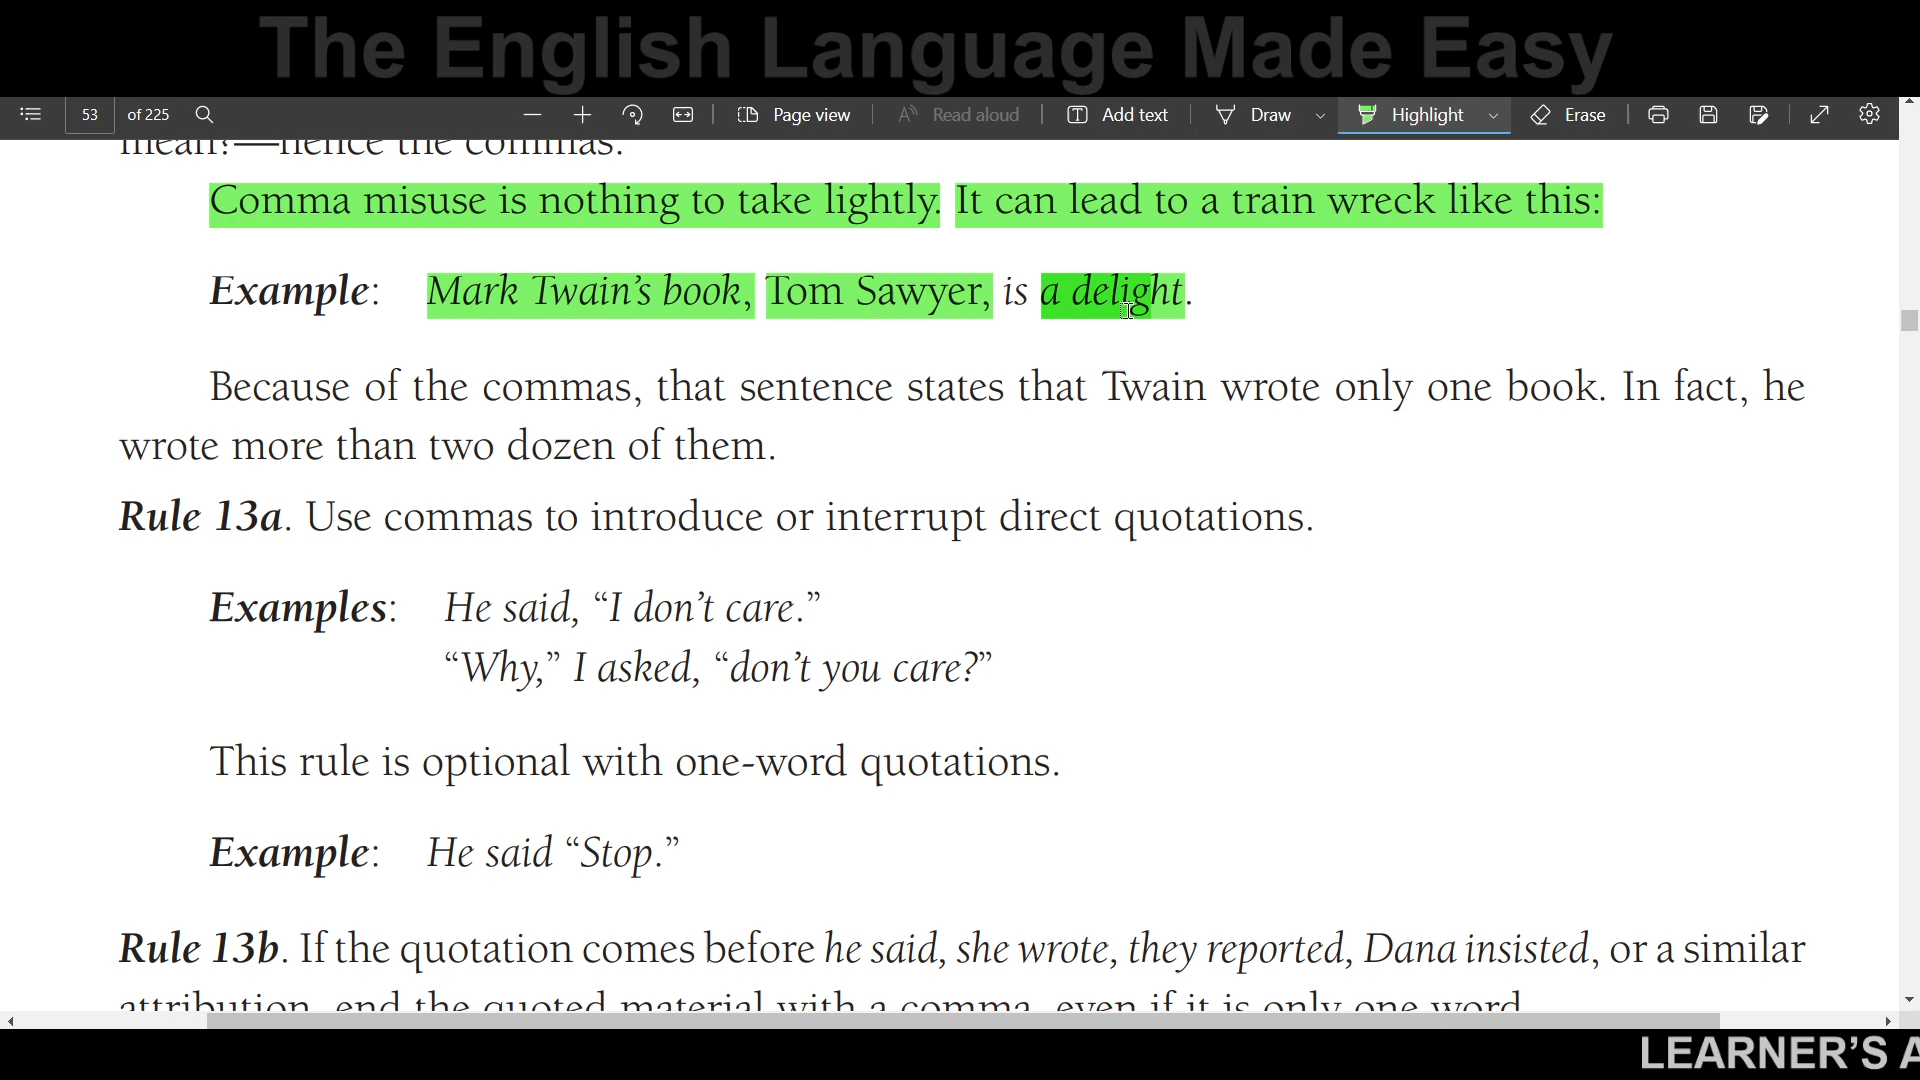 The English Language Made Easy
53 of 225 Page view Read aloud Add text Draw Highlight Erase
mean?—hence the commas.
Comma misuse is nothing to take lightly. It can lead to a train wreck like this:
Example: Mark Twain’s book, Tom Sawyer, is a delight.
Because of the commas, that sentence states that Twain wrote only one book. In fact, he
wrote more than two dozen of them.
Rule 13a. Use commas to introduce or interrupt direct quotations.
Examples: He said, “I don’t care.”
“Why,” I asked, “don’t you care?”
This rule is optional with one-word quotations.
Example: He said “Stop.”
Rule 13b. If the quotation comes before he said, she wrote, they reported, Dana insisted, or a similar
attribution, end the quoted material with a comma, even if it is only one word.
LEARNER’S A